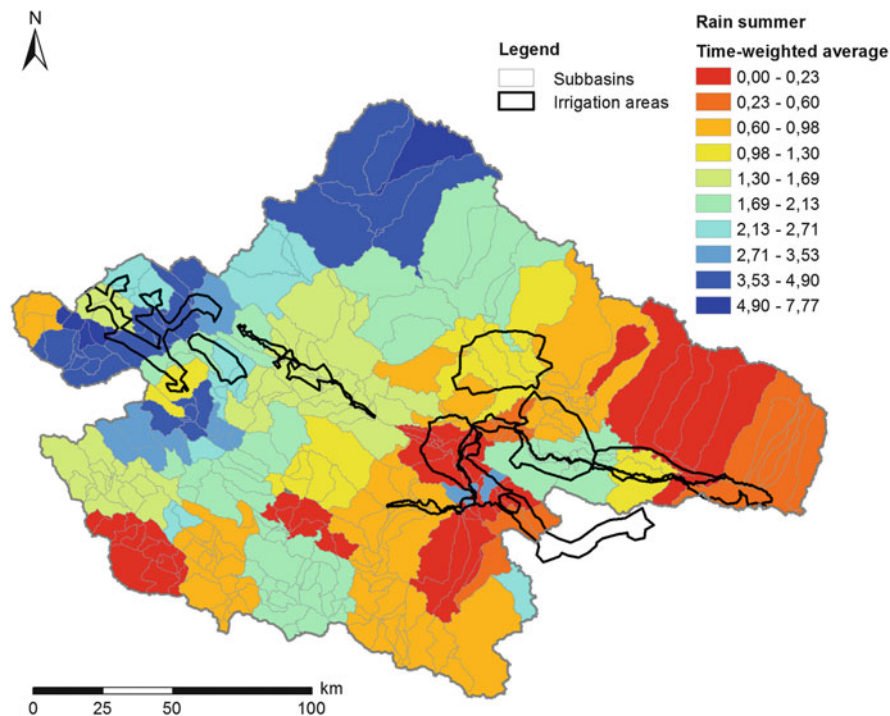 N
Legend
Subbasins
Irrigation areas
Rain summer
Time-weighted average
0,00 - 0,23
0,23 - 0,60
0,60 - 0,98
0,98 - 1,30
1,30 - 1,69
1,69 - 2,13
2,13 - 2,71
2,71 - 3,53
3,53 - 4,90
4,90 - 7,77
km
0 25 50 100